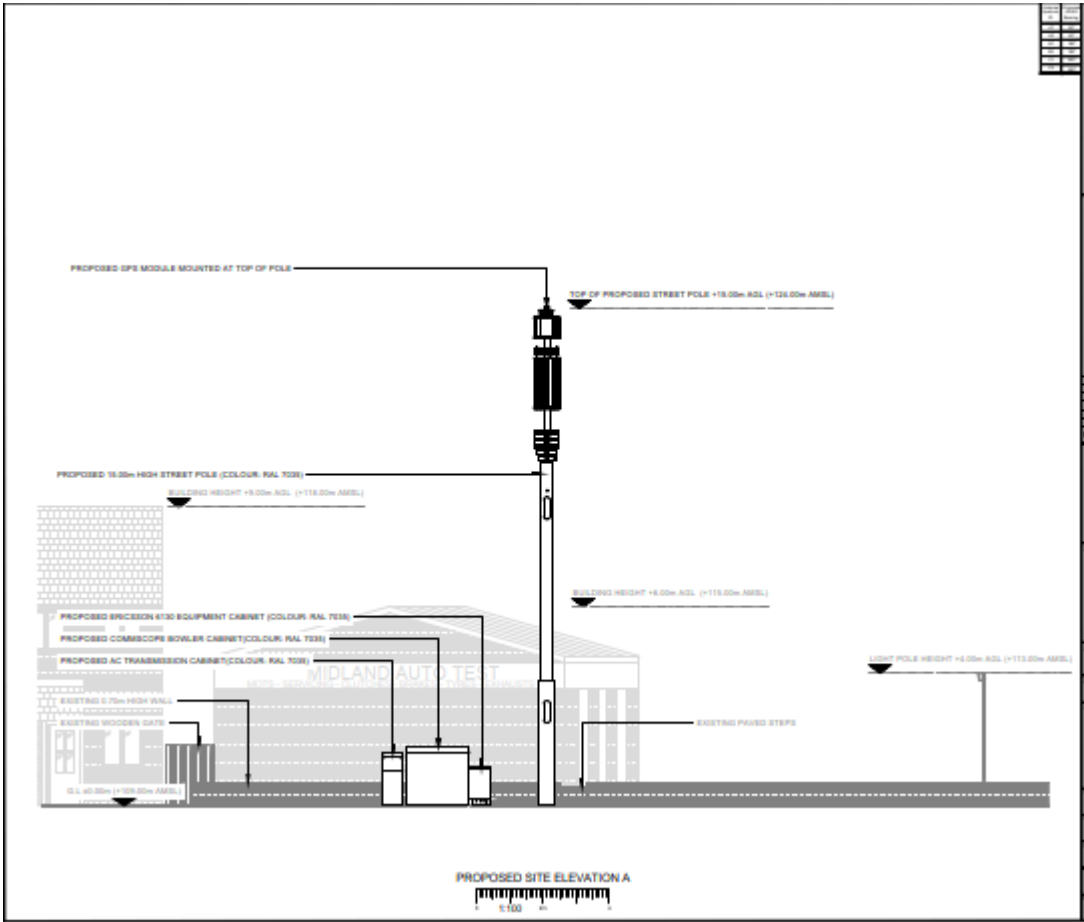 PROPOSED GPS MODULE MOUNTED AT TOP OF POLE
TOP OF PROPOSED STREET POLE +15.00m AGL (+124.00m AMSL)
PROPOSED 15.00m HIGH STREET POLE (COLOUR: RAL 7035)
BUILDING HEIGHT +9.00m AGL (+118.00m AMSL)
BUILDING HEIGHT +6.00m AGL (+115.00m AMSL)
PROPOSED ERICSSON 6130 EQUIPMENT CABINET (COLOUR: RAL 7035)
PROPOSED COMMSCOPE BOWLER CABINET(COLOUR: RAL 7035)
PROPOSED AC TRANSMISSION CABINET(COLOUR: RAL 7035)
LIGHT POLE HEIGHT +4.00m AGL (+113.00m AMSL)
MIDLAND AUTO TEST
EXISTING 0.70m HIGH WALL
EXISTING WOODEN GATE
EXISTING PAVED STEPS
G.L ±0.00m (+109.00m AMSL)
PROPOSED SITE ELEVATION A
1:100